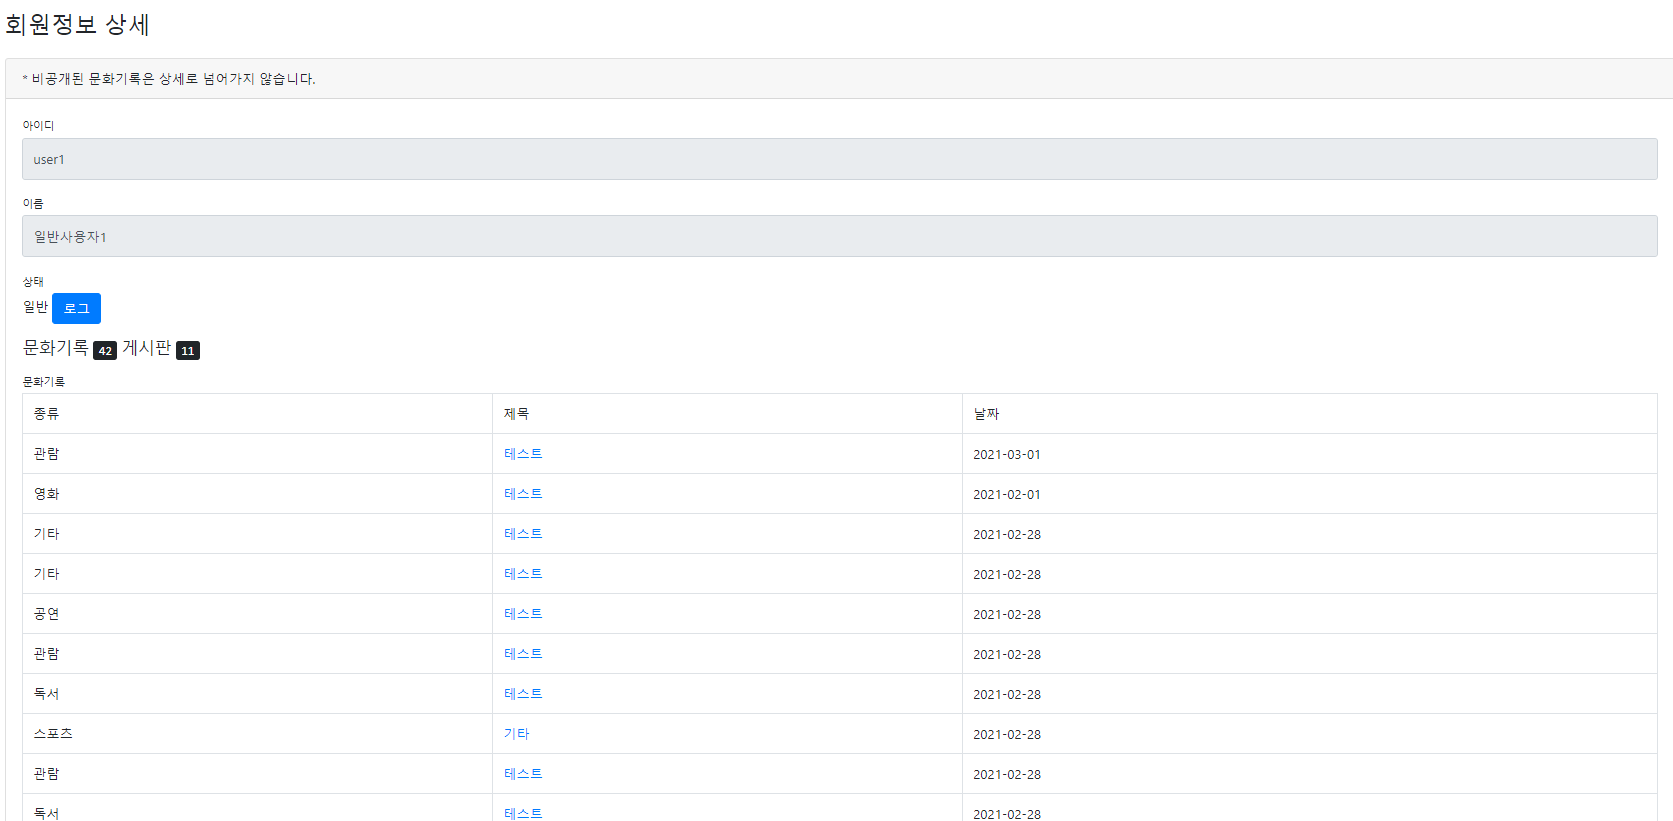 회원정보 상세
* 비공개된 문화기록은 상세로 넘어가지 않습니다.
아이디
user1
이름
일반사용자1
상태
일반 로그
문화기록 42 게시판 11
문화기록
종류 제목 날짜
관람 테스트 2021-03-01
영화 테스트 2021-02-01
기타 테스트 2021-02-28
기타 테스트 2021-02-28
공연 테스트 2021-02-28
관람 테스트 2021-02-28
독서 테스트 2021-02-28
스포츠 기타 2021-02-28
관람 테스트 2021-02-28
독서 테스트 2021-02-28